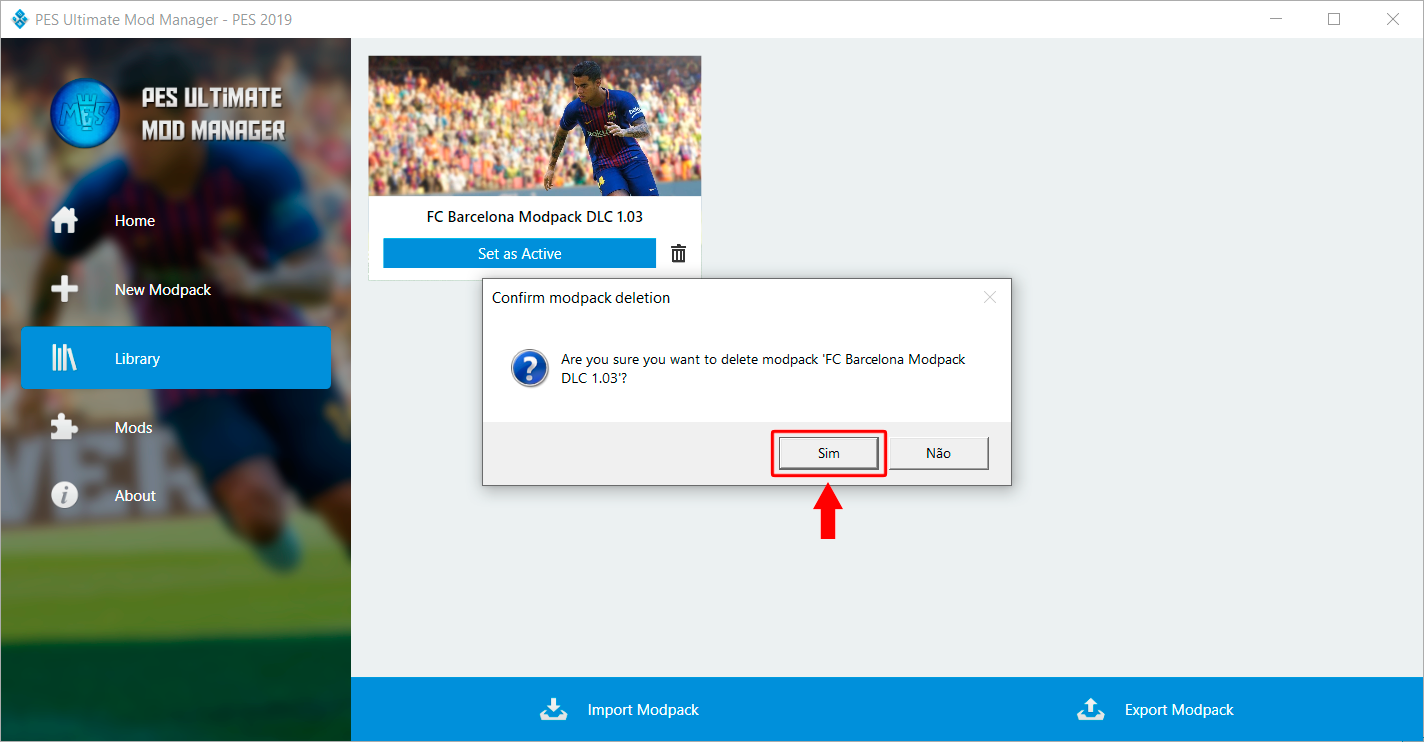 PES Ultimate Mod Manager - PES 2019
PES ULTIMATE
MOD MANAGER
Home
New Modpack
Library
Mods
About
FC Barcelona Modpack DLC 1.03
Set as Active
Confirm modpack deletion
Are you sure you want to delete modpack 'FC Barcelona Modpack
DLC 1.03'?
Sim
Não
Import Modpack
Export Modpack